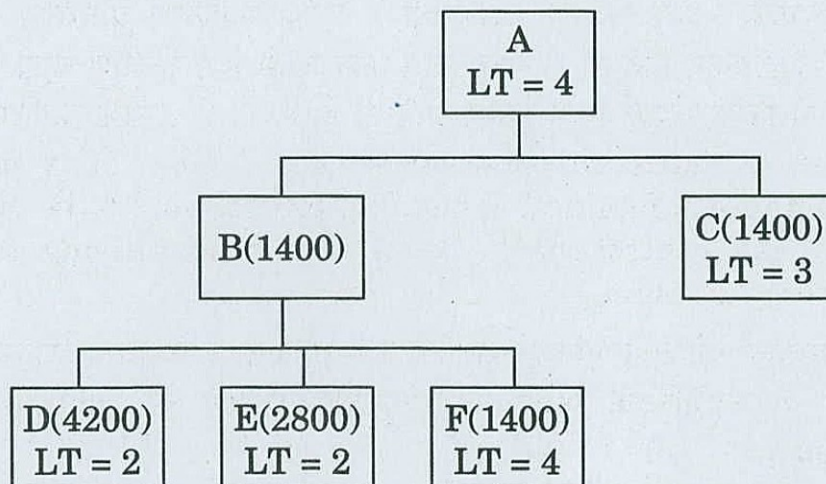 A
LT = 4
B(1400)
C(1400)
LT = 3
D(4200)
LT = 2
E(2800)
LT = 2
F(1400)
LT = 4